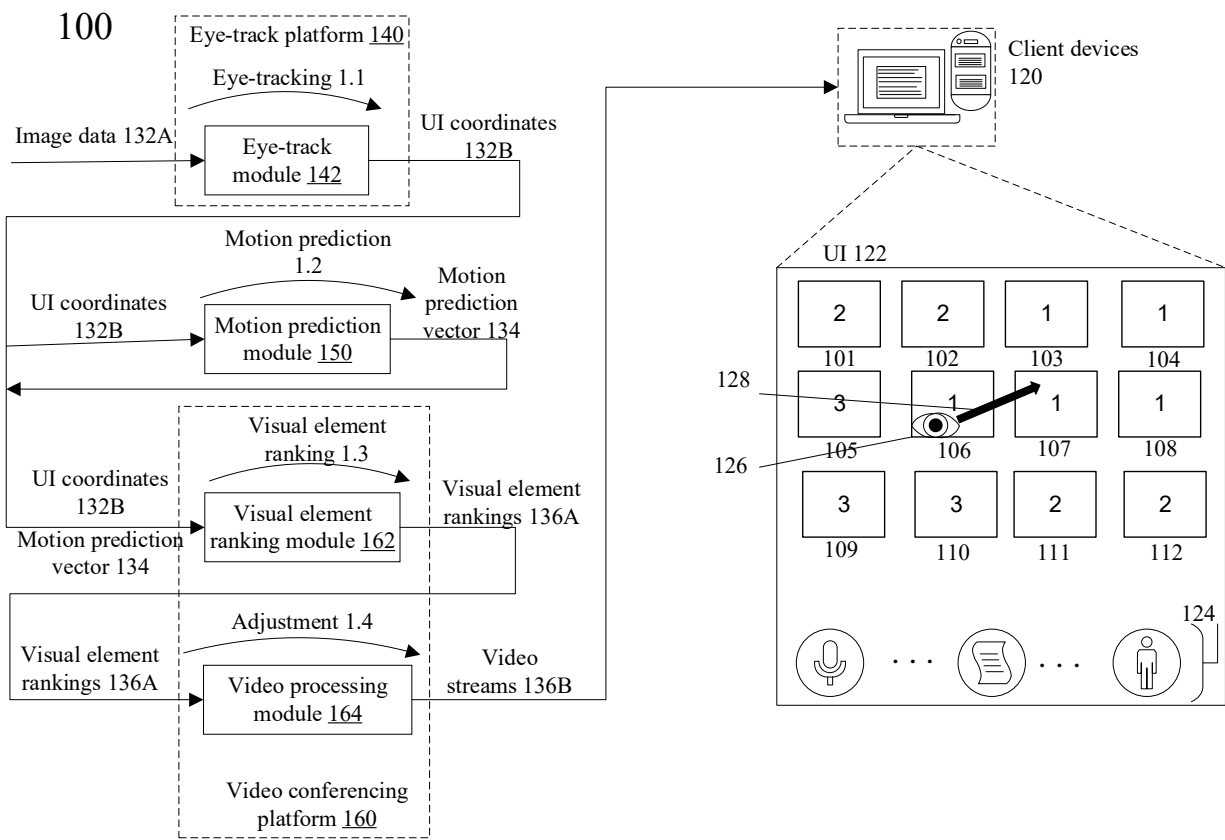 100
Eye-track platform 140
Eye-tracking 1.1
Image data 132A
Eye-track
module 142
UI coordinates
132B
Motion prediction
1.2
UI coordinates
132B
Motion prediction
module 150
Motion
prediction
vector 134
Visual element
ranking 1.3
UI coordinates
132B
Motion prediction
vector 134
Visual element
ranking module 162
Visual element
rankings 136A
Adjustment 1.4
Visual element
rankings 136A
Video processing
module 164
Video
streams 136B
Video conferencing
platform 160
Client devices
120
UI 122
2 2 1 1
101 102 103 104
128
3 1 1 1
105 106 107 108
126
3 3 2 2
109 110 111 112
124
. . . . . .